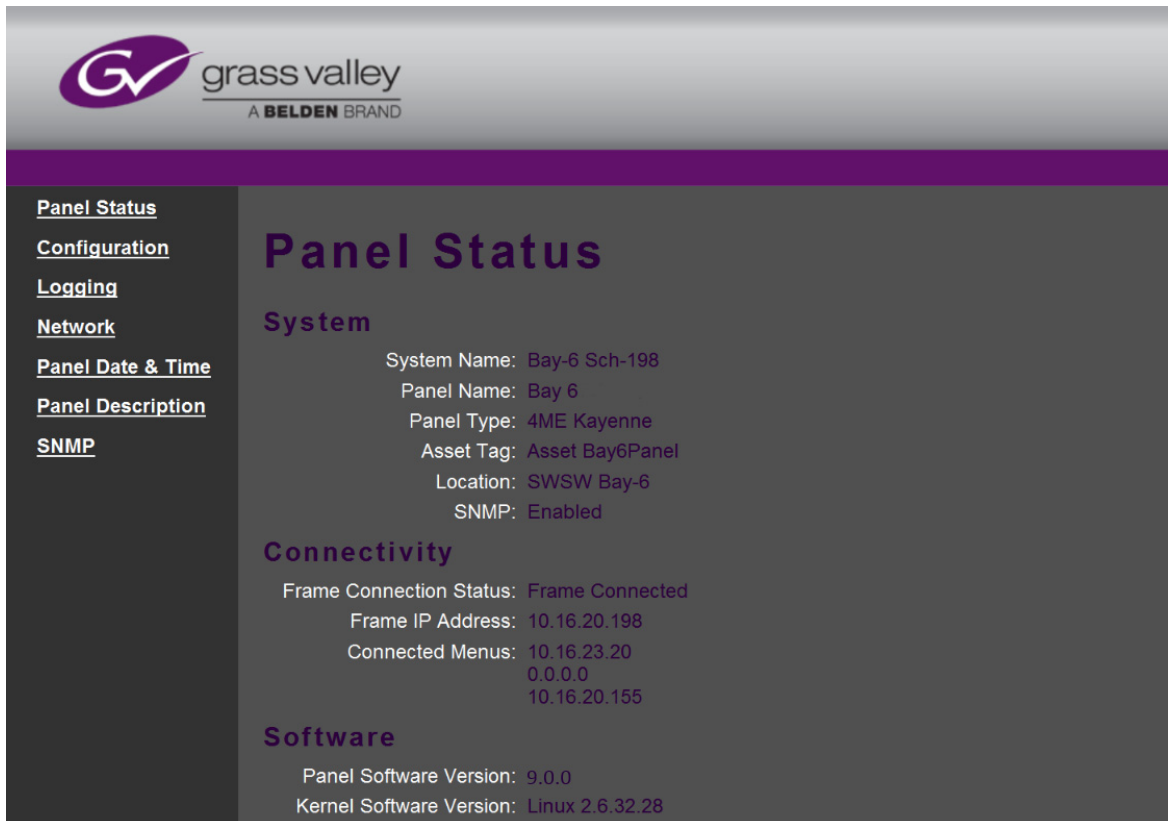 GV
grass valley
A BELDEN BRAND
Panel Status
Configuration
Logging
Network
Panel Date & Time
Panel Description
SNMP
Panel Status
System
System Name: Bay-6 Sch-198
Panel Name: Bay 6
Panel Type: 4ME Kayenne
Asset Tag: Asset Bay6Panel
Location: SWSW Bay-6
SNMP: Enabled
Connectivity
Frame Connection Status: Frame Connected
Frame IP Address: 10.16.20.198
Connected Menus: 10.16.23.20
0.0.0.0
10.16.20.155
Software
Panel Software Version: 9.0.0
Kernel Software Version: Linux 2.6.32.28